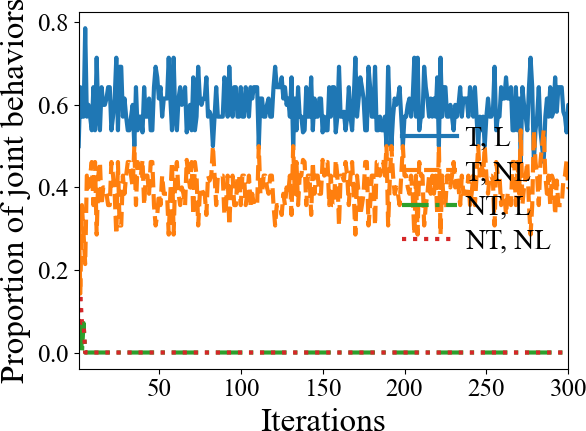 Proportion of joint behaviors
0.8
0.6
0.4
0.2
0.0
T, L
T, NL
NT, L
NT, NL
50
100
150
200
250
300
Iterations